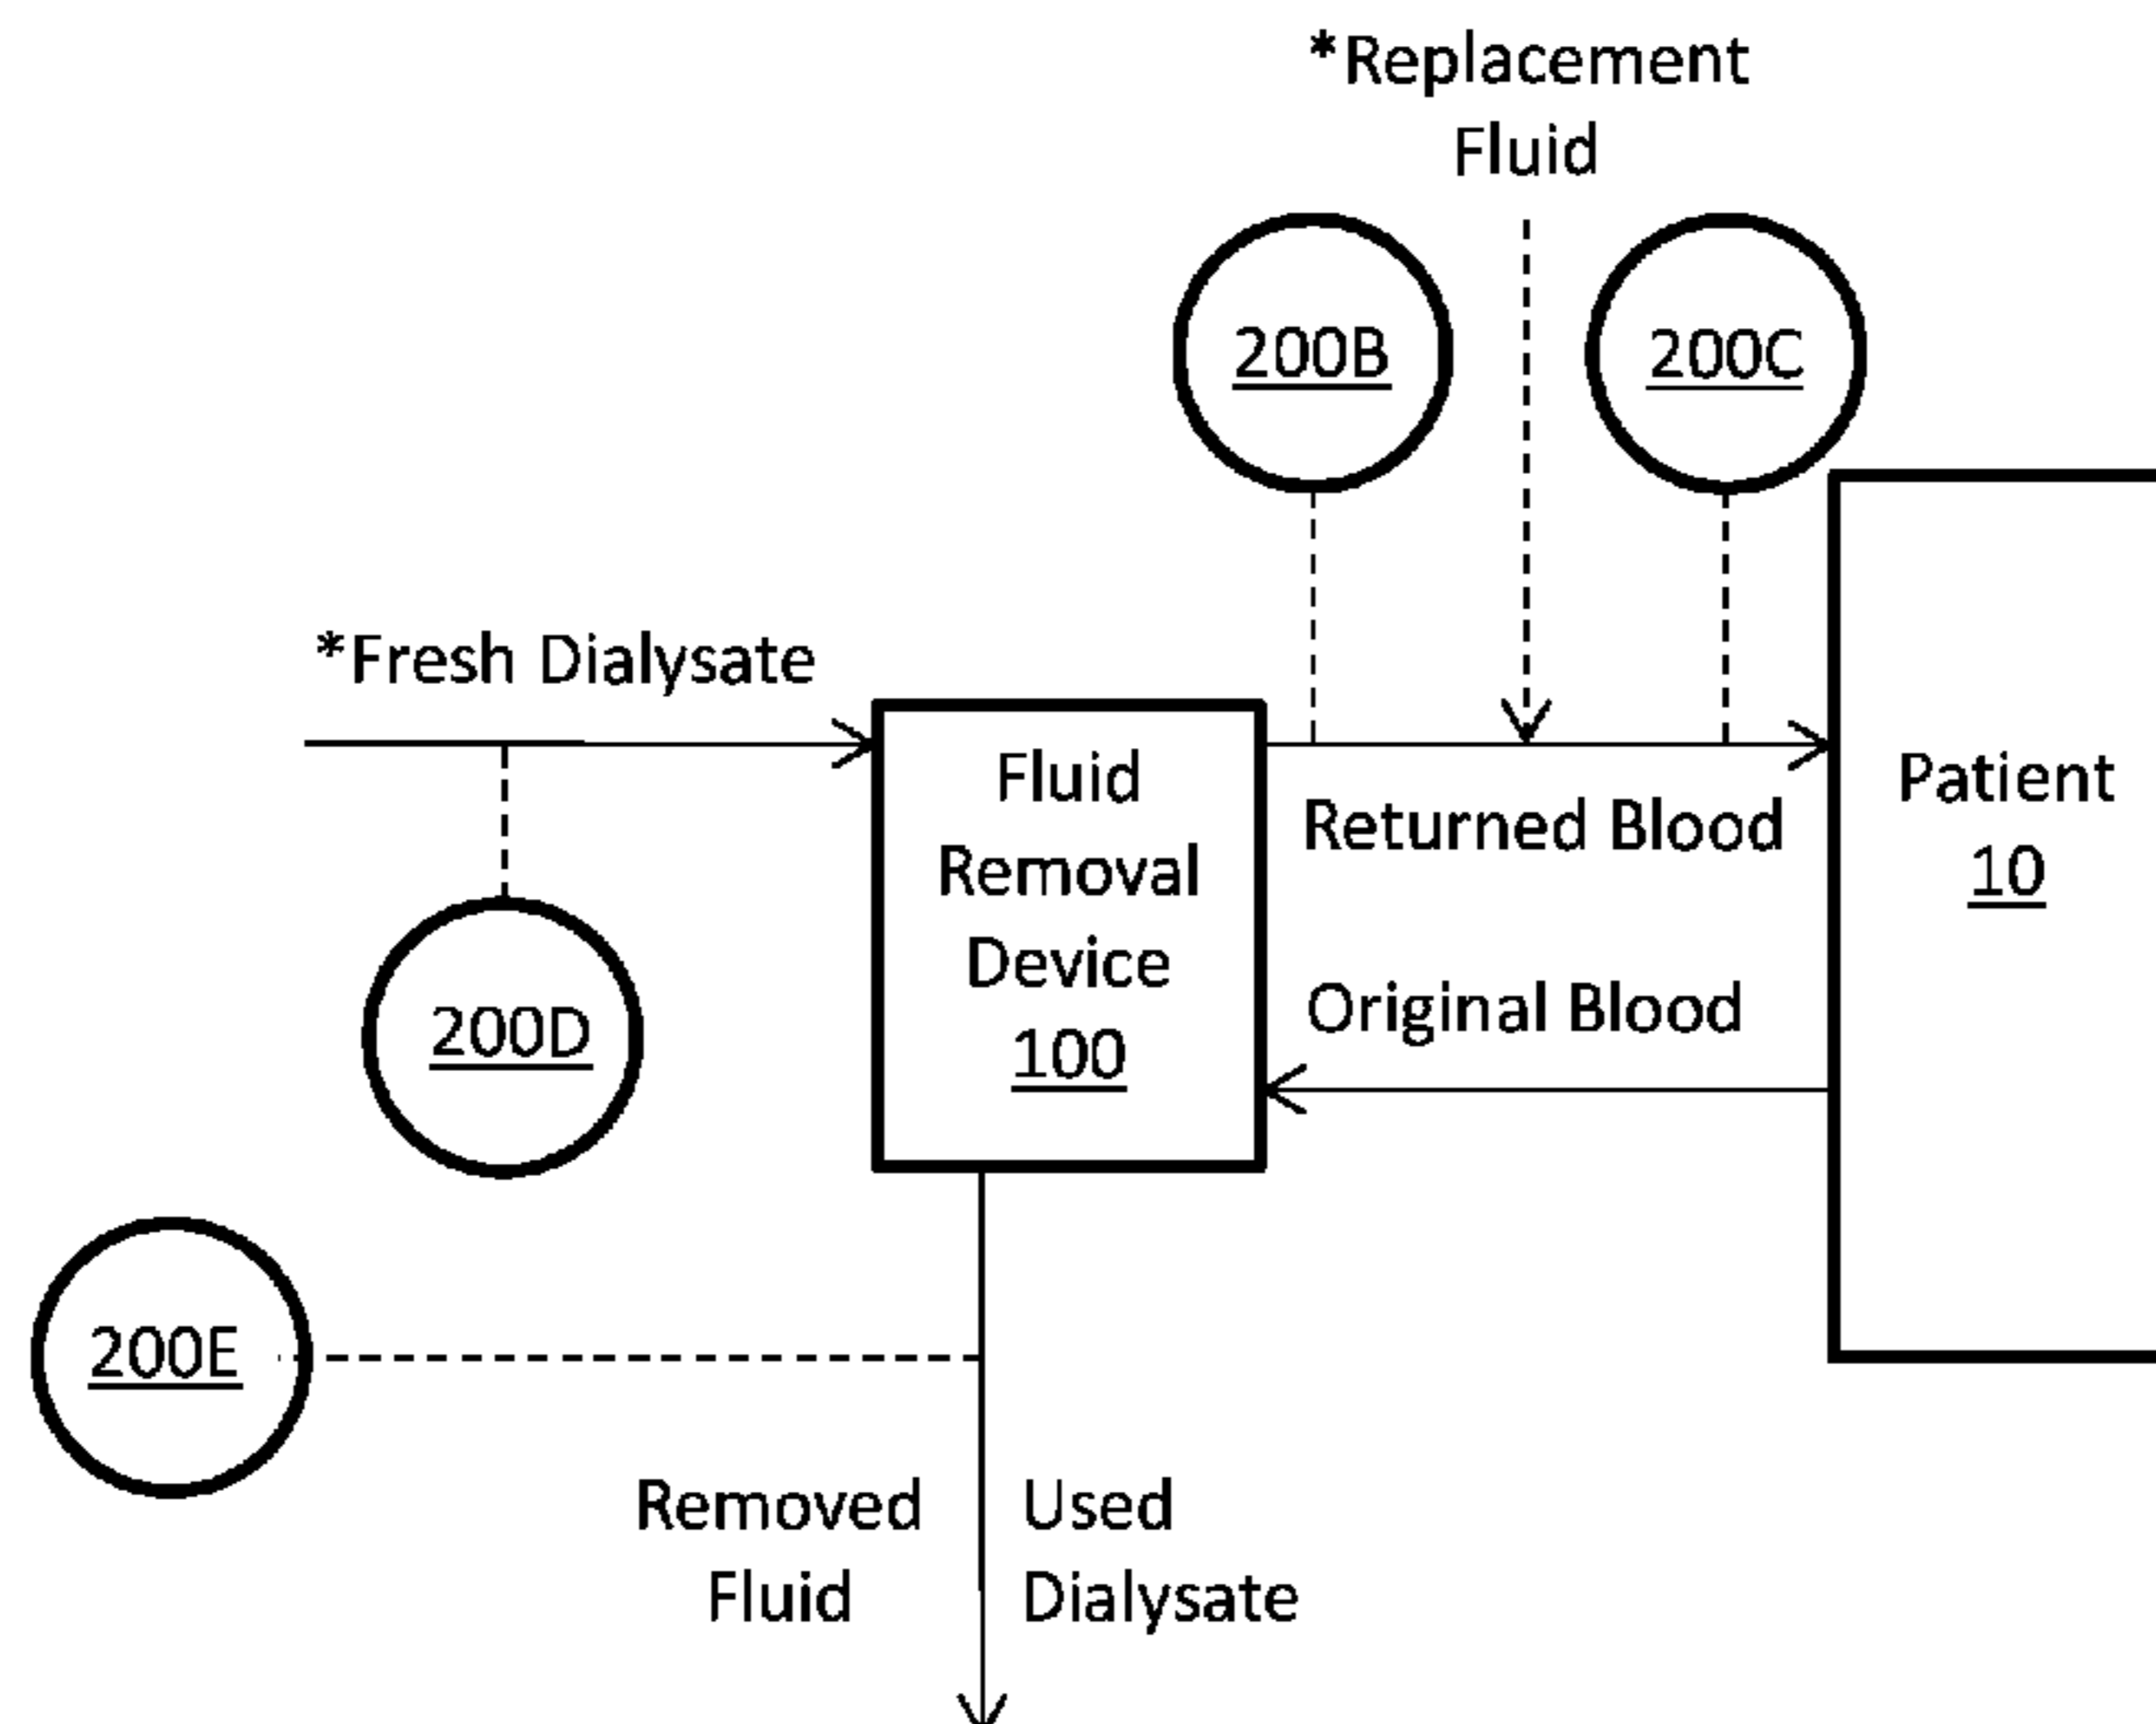 *Replacement
Fluid
200B
200C
*Fresh Dialysate
Fluid
Removal
Device
100
Returned Blood
Patient
10
Original Blood
200D
200E
Removed
Fluid
Used
Dialysate